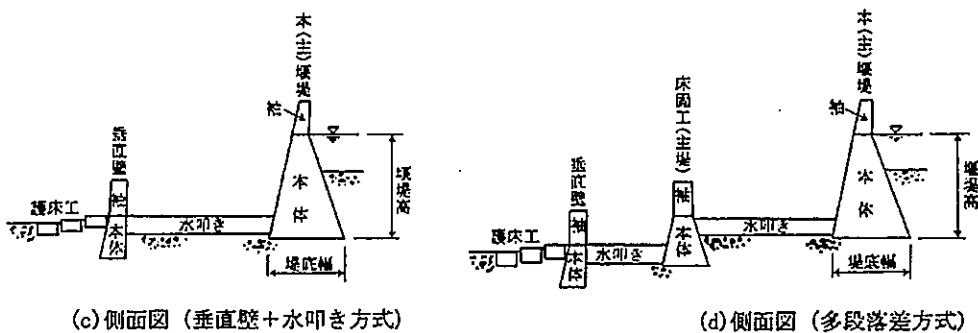 本(主)堰堤
袖
垂直壁
袖
本体
護床工
水叩き
本体
堰堤高
堤底幅
(c)側面図(垂直壁+水叩き方式)
本(主)堰堤
袖
床固工(主堤)
垂直壁
袖
袖
本体
本体
護床工
水叩き
水叩き
本体
堰堤高
堤底幅
(d)側面図(多段落差方式)